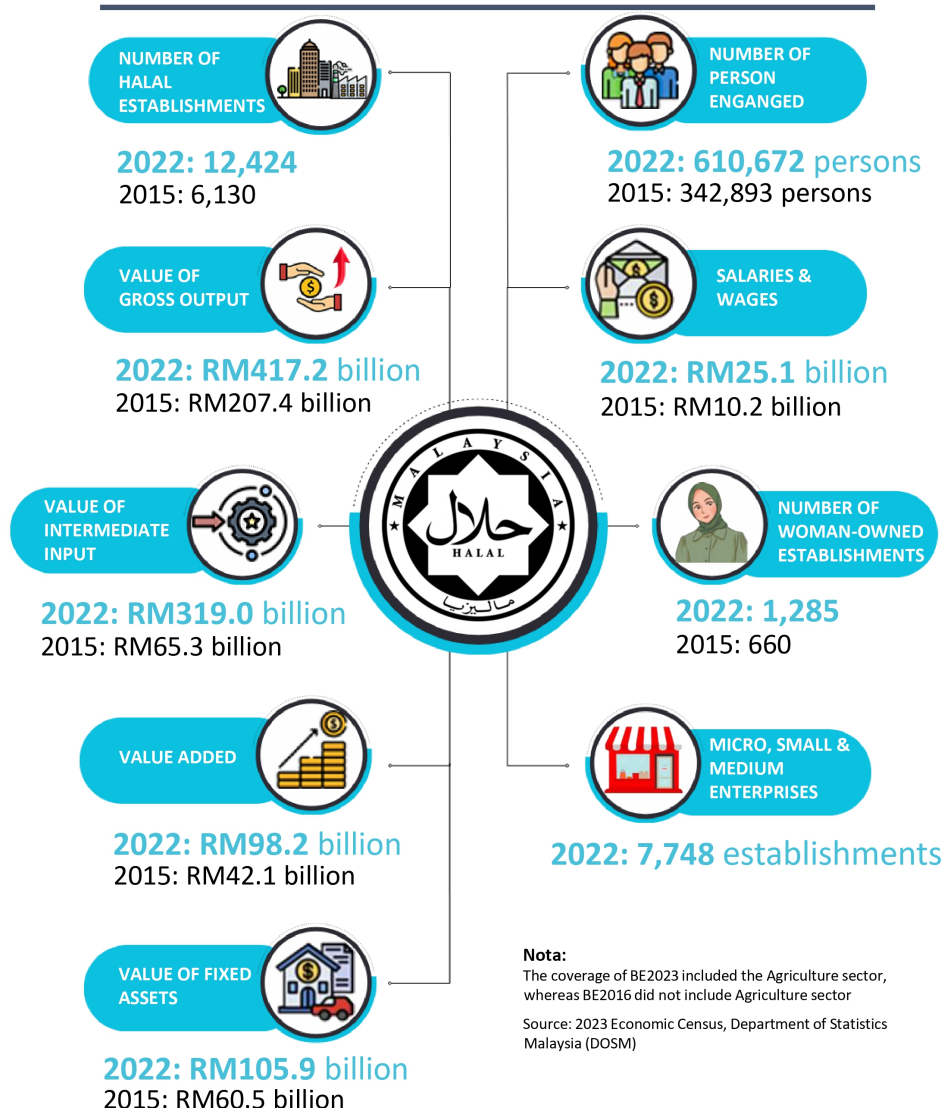 NUMBER OF
HALAL
ESTABLISHMENTS
2022: 12,424
2015: 6,130
NUMBER OF
PERSON
ENGANGED
2022: 610,672 persons
2015: 342,893 persons
VALUE OF
GROSS OUTPUT
2022: RM417.2 billion
2015: RM207.4 billion
SALARIES &
WAGES
2022: RM25.1 billion
2015: RM10.2 billion
MALAYSIA
حلال
HALAL
ماليزيا
VALUE OF
INTERMEDIATE
INPUT
2022: RM319.0 billion
2015: RM65.3 billion
NUMBER OF
WOMAN-OWNED
ESTABLISHMENTS
2022: 1,285
2015: 660
VALUE ADDED
2022: RM98.2 billion
2015: RM42.1 billion
MICRO, SMALL &
MEDIUM
ENTERPRISES
2022: 7,748 establishments
VALUE OF FIXED
ASSETS
2022: RM105.9 billion
2015: RM60.5 billion
Nota:
The coverage of BE2023 included the Agriculture sector,
whereas BE2016 did not include Agriculture sector
Source: 2023 Economic Census, Department of Statistics
Malaysia (DOSM)